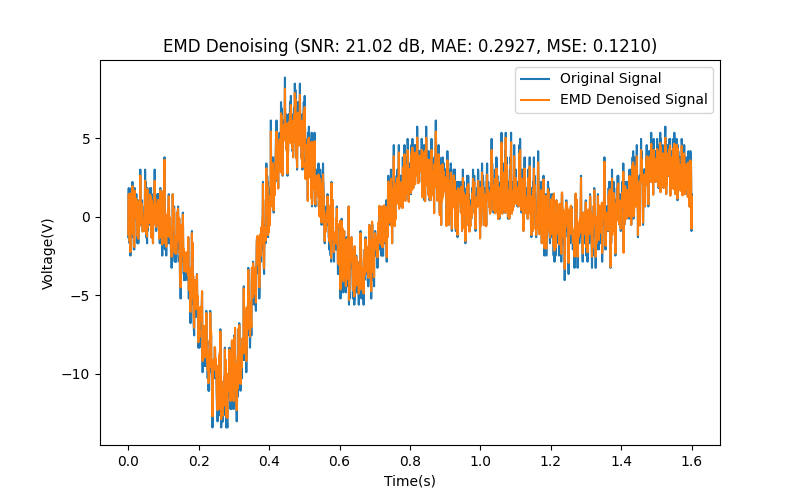 EMD Denoising (SNR: 21.02 dB, MAE: 0.2927, MSE: 0.1210)
Original Signal
EMD Denoised Signal
Voltage(V)
5
0
−5
−10
0.0 0.2 0.4 0.6 0.8 1.0 1.2 1.4 1.6
Time(s)